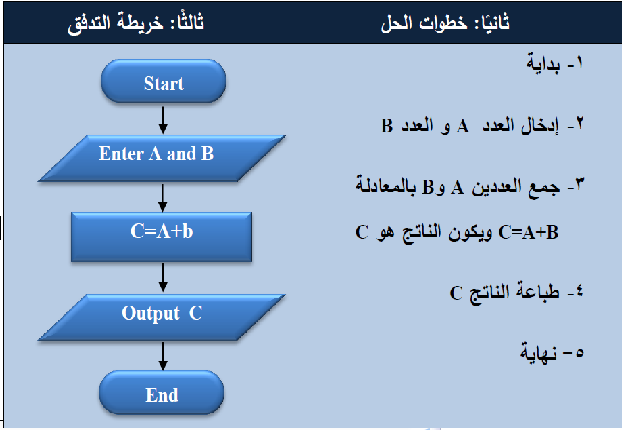 ثانيًا: خطوات الحل
١- بداية
٢- إدخال العدد A و العدد B
٣- جمع العددين A وB بالمعادلة
C=A+B ويكون الناتج هو C
٤- طباعة الناتج C
٥- نهاية
ثالثًا: خريطة التدفق
Start
Enter A and B
C=A+b
Output C
End